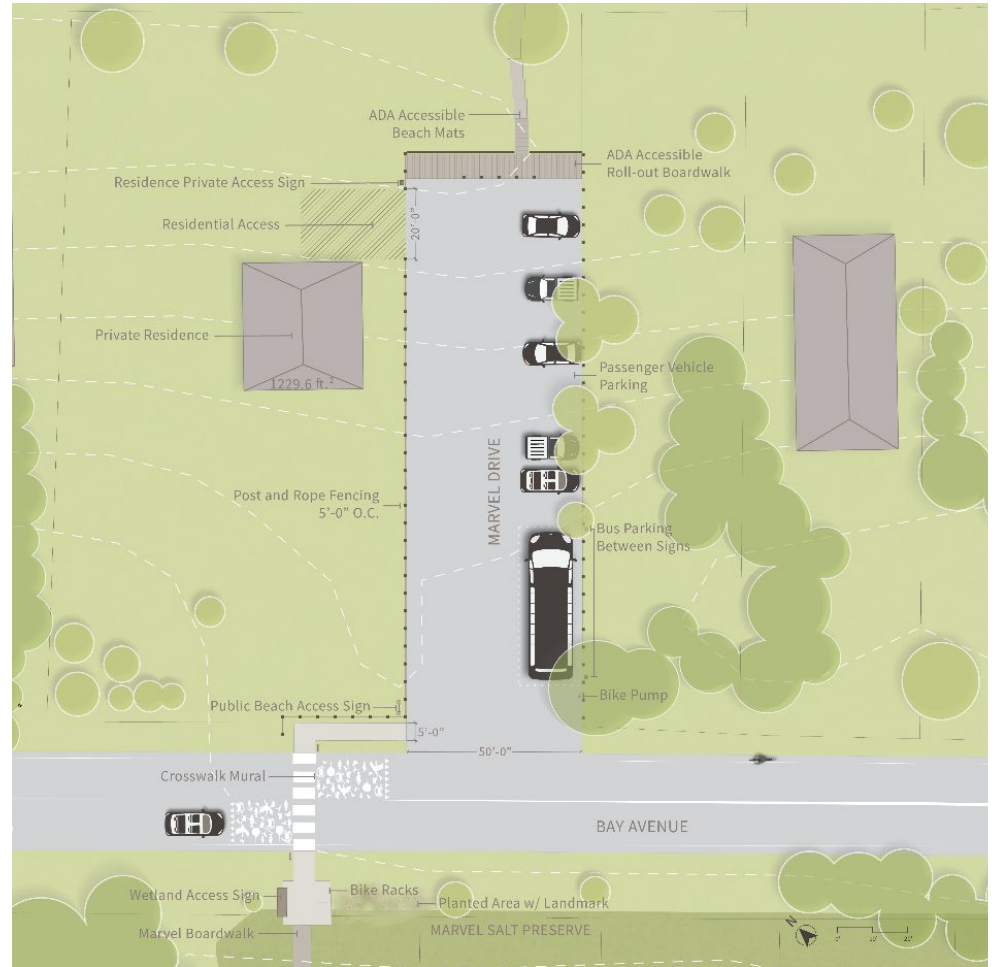 ADA Accessible
Beach Mats
ADA Accessible
Roll-out Boardwalk
Residence Private Access Sign
Residential Access
20'-0"
Private Residence
1229.6 ft.²
Passenger Vehicle
Parking
MARVEL DRIVE
Post and Rope Fencing
5'-0" O.C.
Bus Parking
Between Signs
Bike Pump
Public Beach Access Sign
5'-0"
50'-0"
Crosswalk Mural
BAY AVENUE
Wetland Access Sign
Bike Racks
Planted Area w/ Landmark
Marvel Boardwalk
MARVEL SALT PRESERVE
N
0'
10'
20'